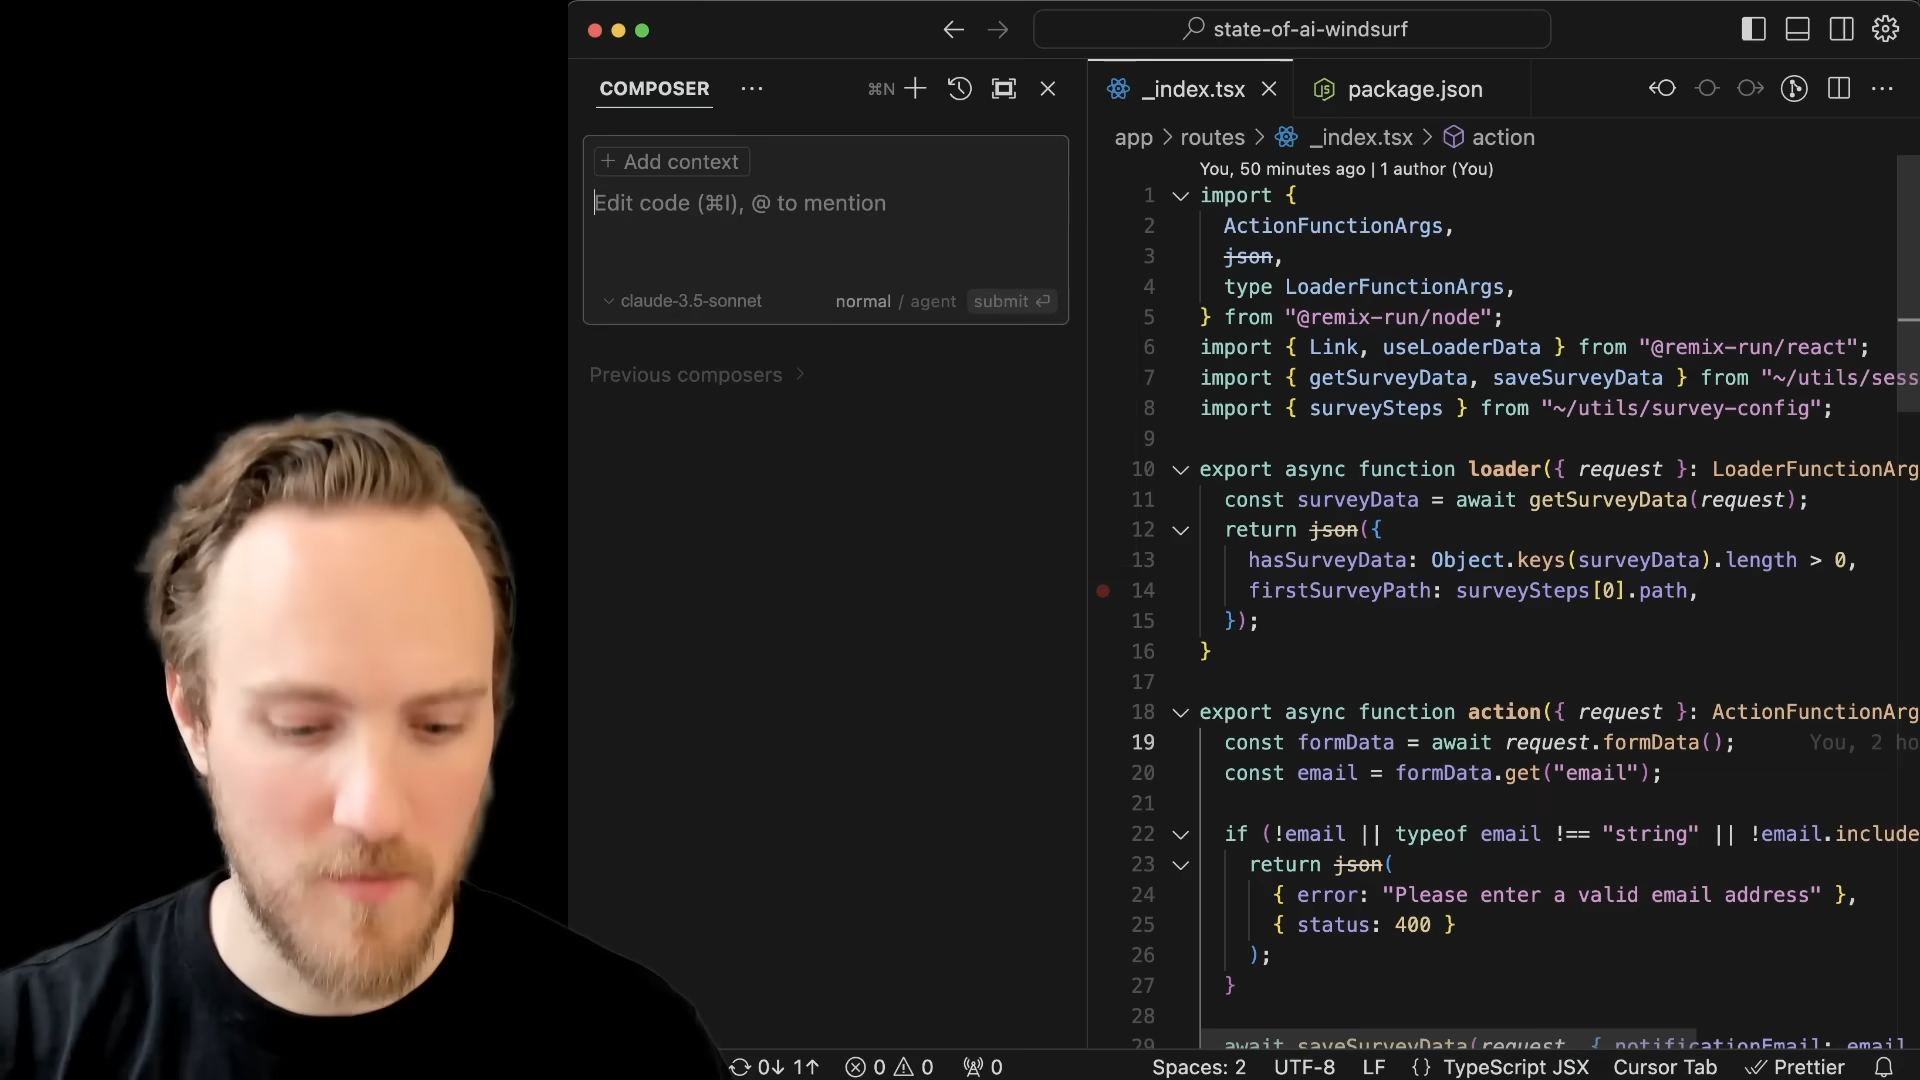 state-of-ai-windsurf
COMPOSER
⌘N
+ Add context
Edit code (⌘I), @ to mention
claude-3.5-sonnet
normal / agent
submit ⏎
Previous composers >
_index.tsx
package.json
app > routes > _index.tsx > action
You, 50 minutes ago | 1 author (You)
1 import {
2 ActionFunctionArgs,
3 json,
4 type LoaderFunctionArgs,
5 } from "@remix-run/node";
6 import { Link, useLoaderData } from "@remix-run/react";
7 import { getSurveyData, saveSurveyData } from "~/utils/sess
8 import { surveySteps } from "~/utils/survey-config";
9
10 export async function loader({ request }: LoaderFunctionArg
11 const surveyData = await getSurveyData(request);
12 return json({
13 hasSurveyData: Object.keys(surveyData).length > 0,
14 firstSurveyPath: surveySteps[0].path,
15 });
16 }
17
18 export async function action({ request }: ActionFunctionArg
19 const formData = await request.formData(); You, 2 ho
20 const email = formData.get("email");
21
22 if (!email || typeof email !== "string" || !email.include
23 return json(
24 { error: "Please enter a valid email address" },
25 { status: 400 }
26 );
27 }
28
29 await saveSurveyData(request, { notificationEmail: email
0↓ 1↑ 0 0 0 Spaces: 2 UTF-8 LF {} TypeScript JSX Cursor Tab Prettier